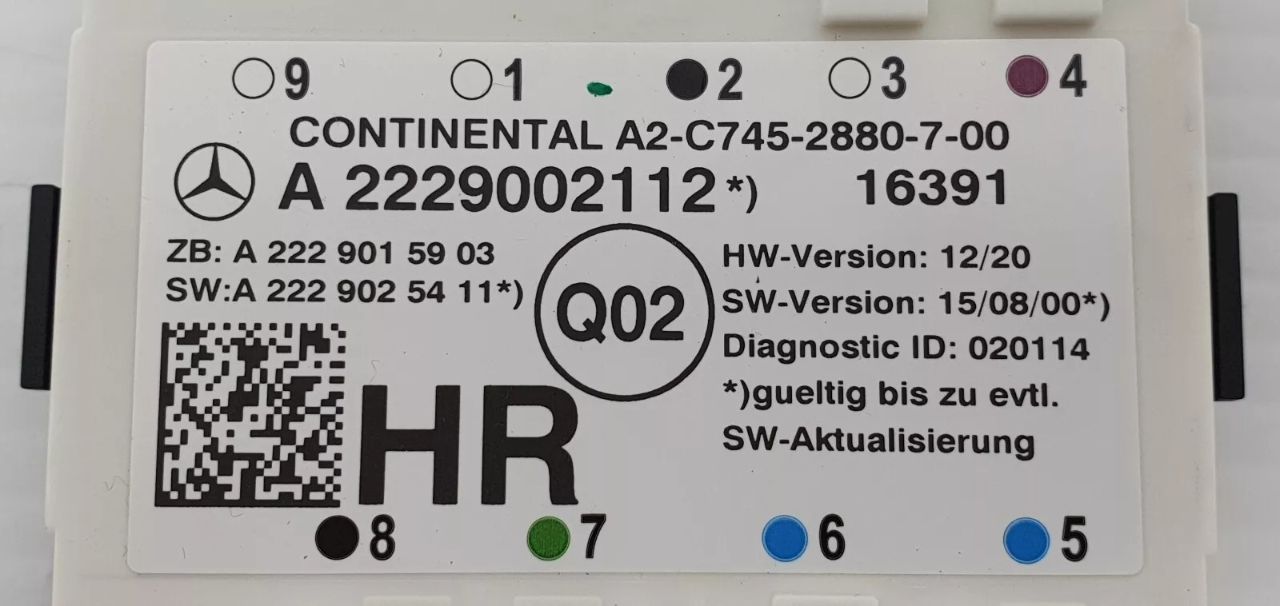 9 1 2 3 4
CONTINENTAL A2-C745-2880-7-00
A 2229002112*) 16391
ZB: A 222 901 59 03
SW:A 222 902 54 11*)
Q02
HW-Version: 12/20
SW-Version: 15/08/00*)
Diagnostic ID: 020114
*)gueltig bis zu evtl.
SW-Aktualisierung
HR
8 7 6 5